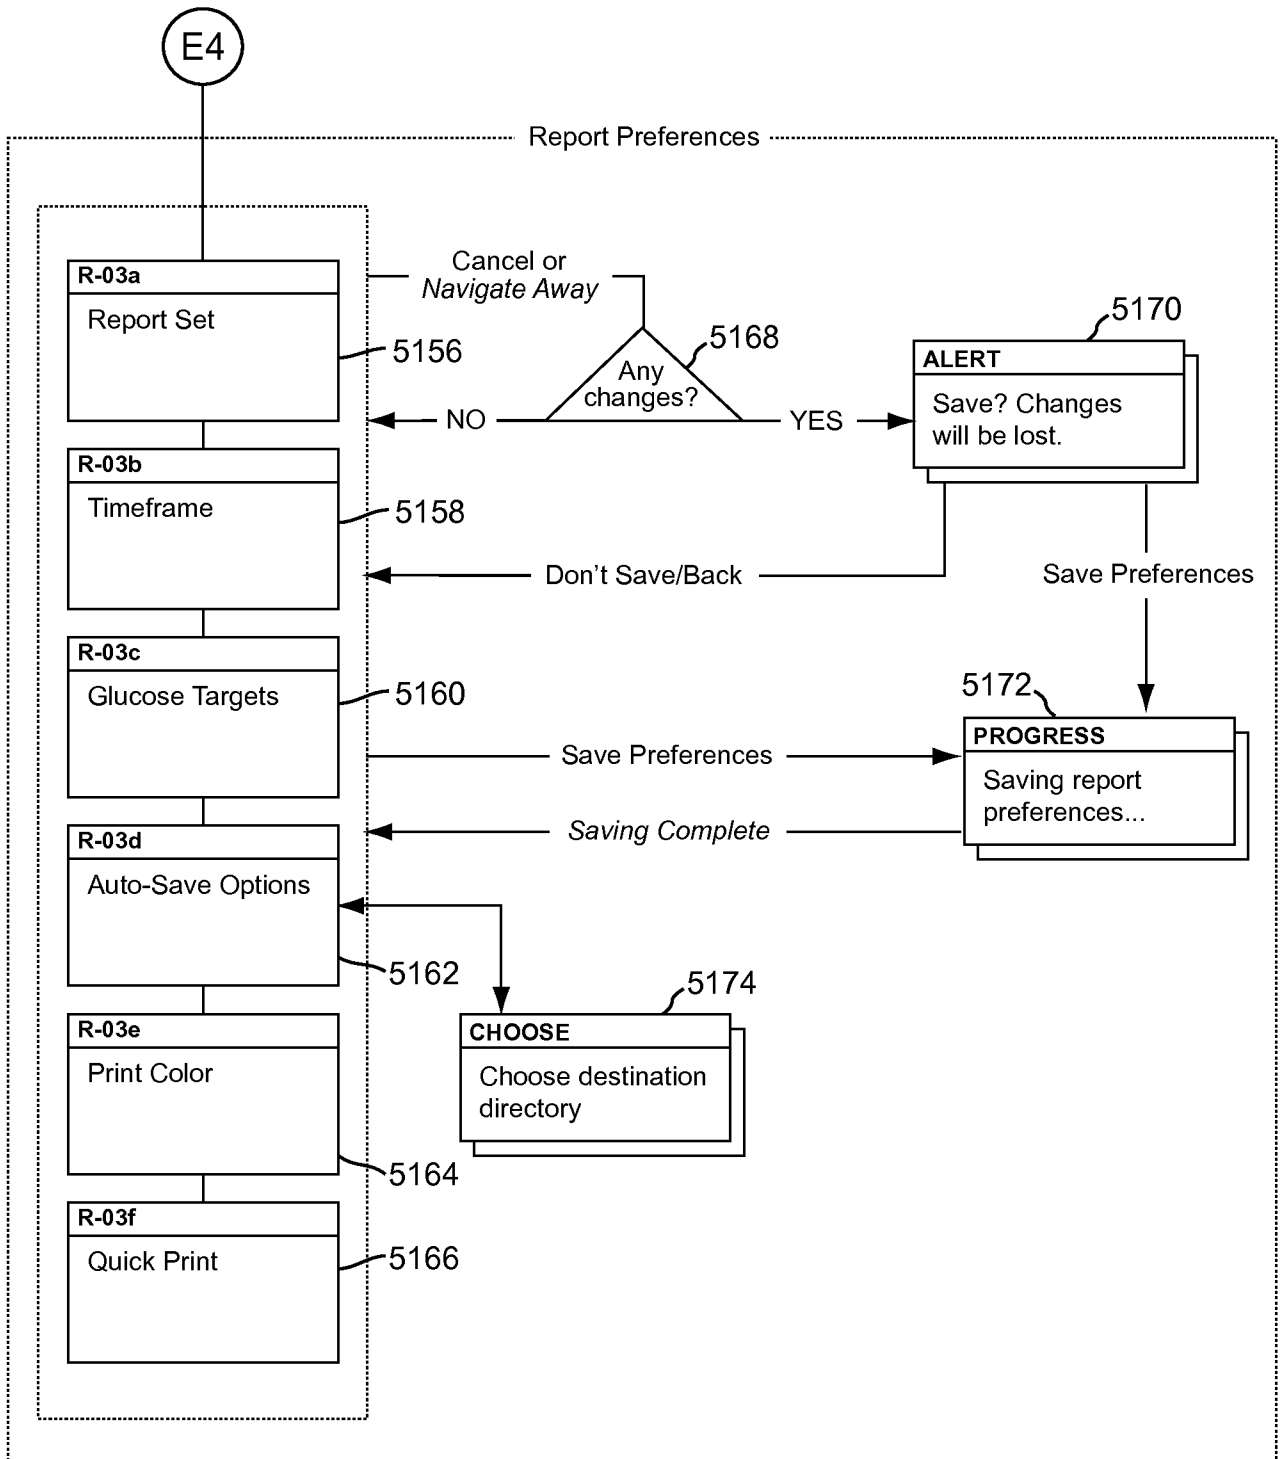 E4
Report Preferences
R-03a
Report Set
5156
Cancel or
Navigate Away
Any
changes?
5168
NO
YES
5170
ALERT
Save? Changes
will be lost.
R-03b
Timeframe
5158
Don't Save/Back
Save Preferences
R-03c
Glucose Targets
5160
Save Preferences
5172
PROGRESS
Saving report
preferences...
Saving Complete
R-03d
Auto-Save Options
5162
5174
CHOOSE
Choose destination
directory
R-03e
Print Color
5164
R-03f
Quick Print
5166